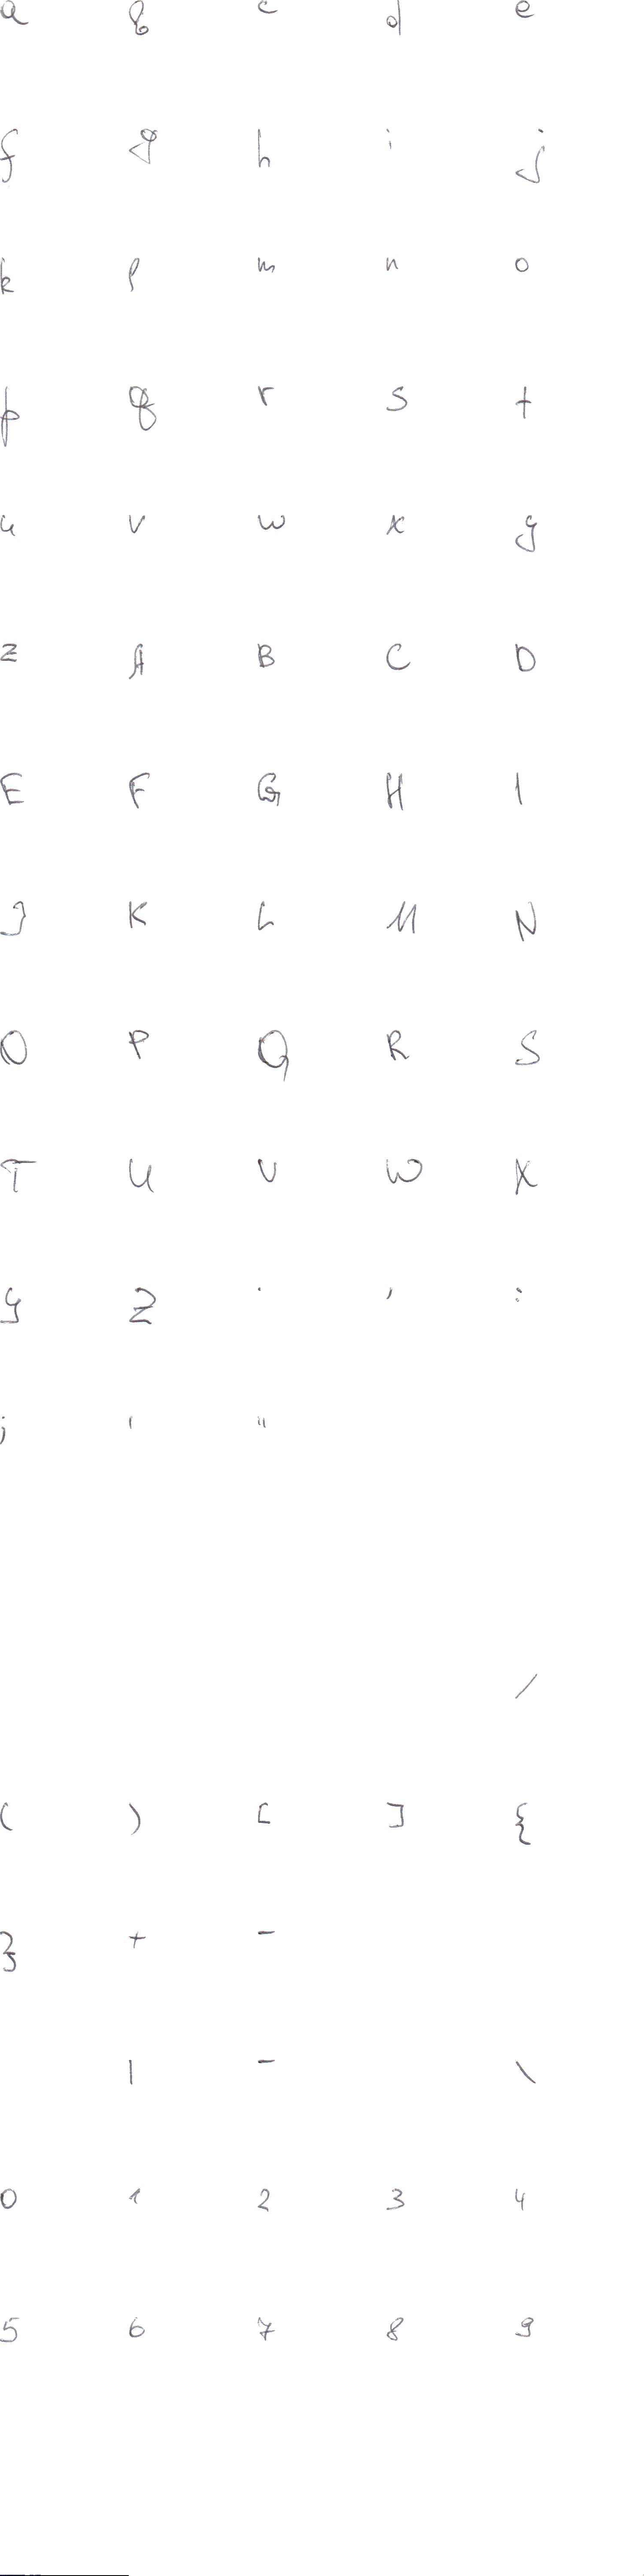 a b c d e
f g h i j
k l m n o
p q r s t
u v w x y
z A B C D
E F G H I
J K L M N
O P Q R S
T U V W X
Y Z . , :
; ' "
/
( ) [ ] {
} + -
| - \
0 1 2 3 4
5 6 7 8 9